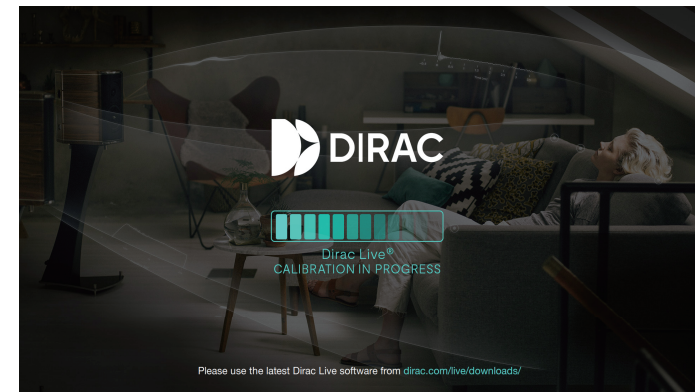 DIRAC
Dirac Live®
CALIBRATION IN PROGRESS
Please use the latest Dirac Live software from dirac.com/live/downloads/